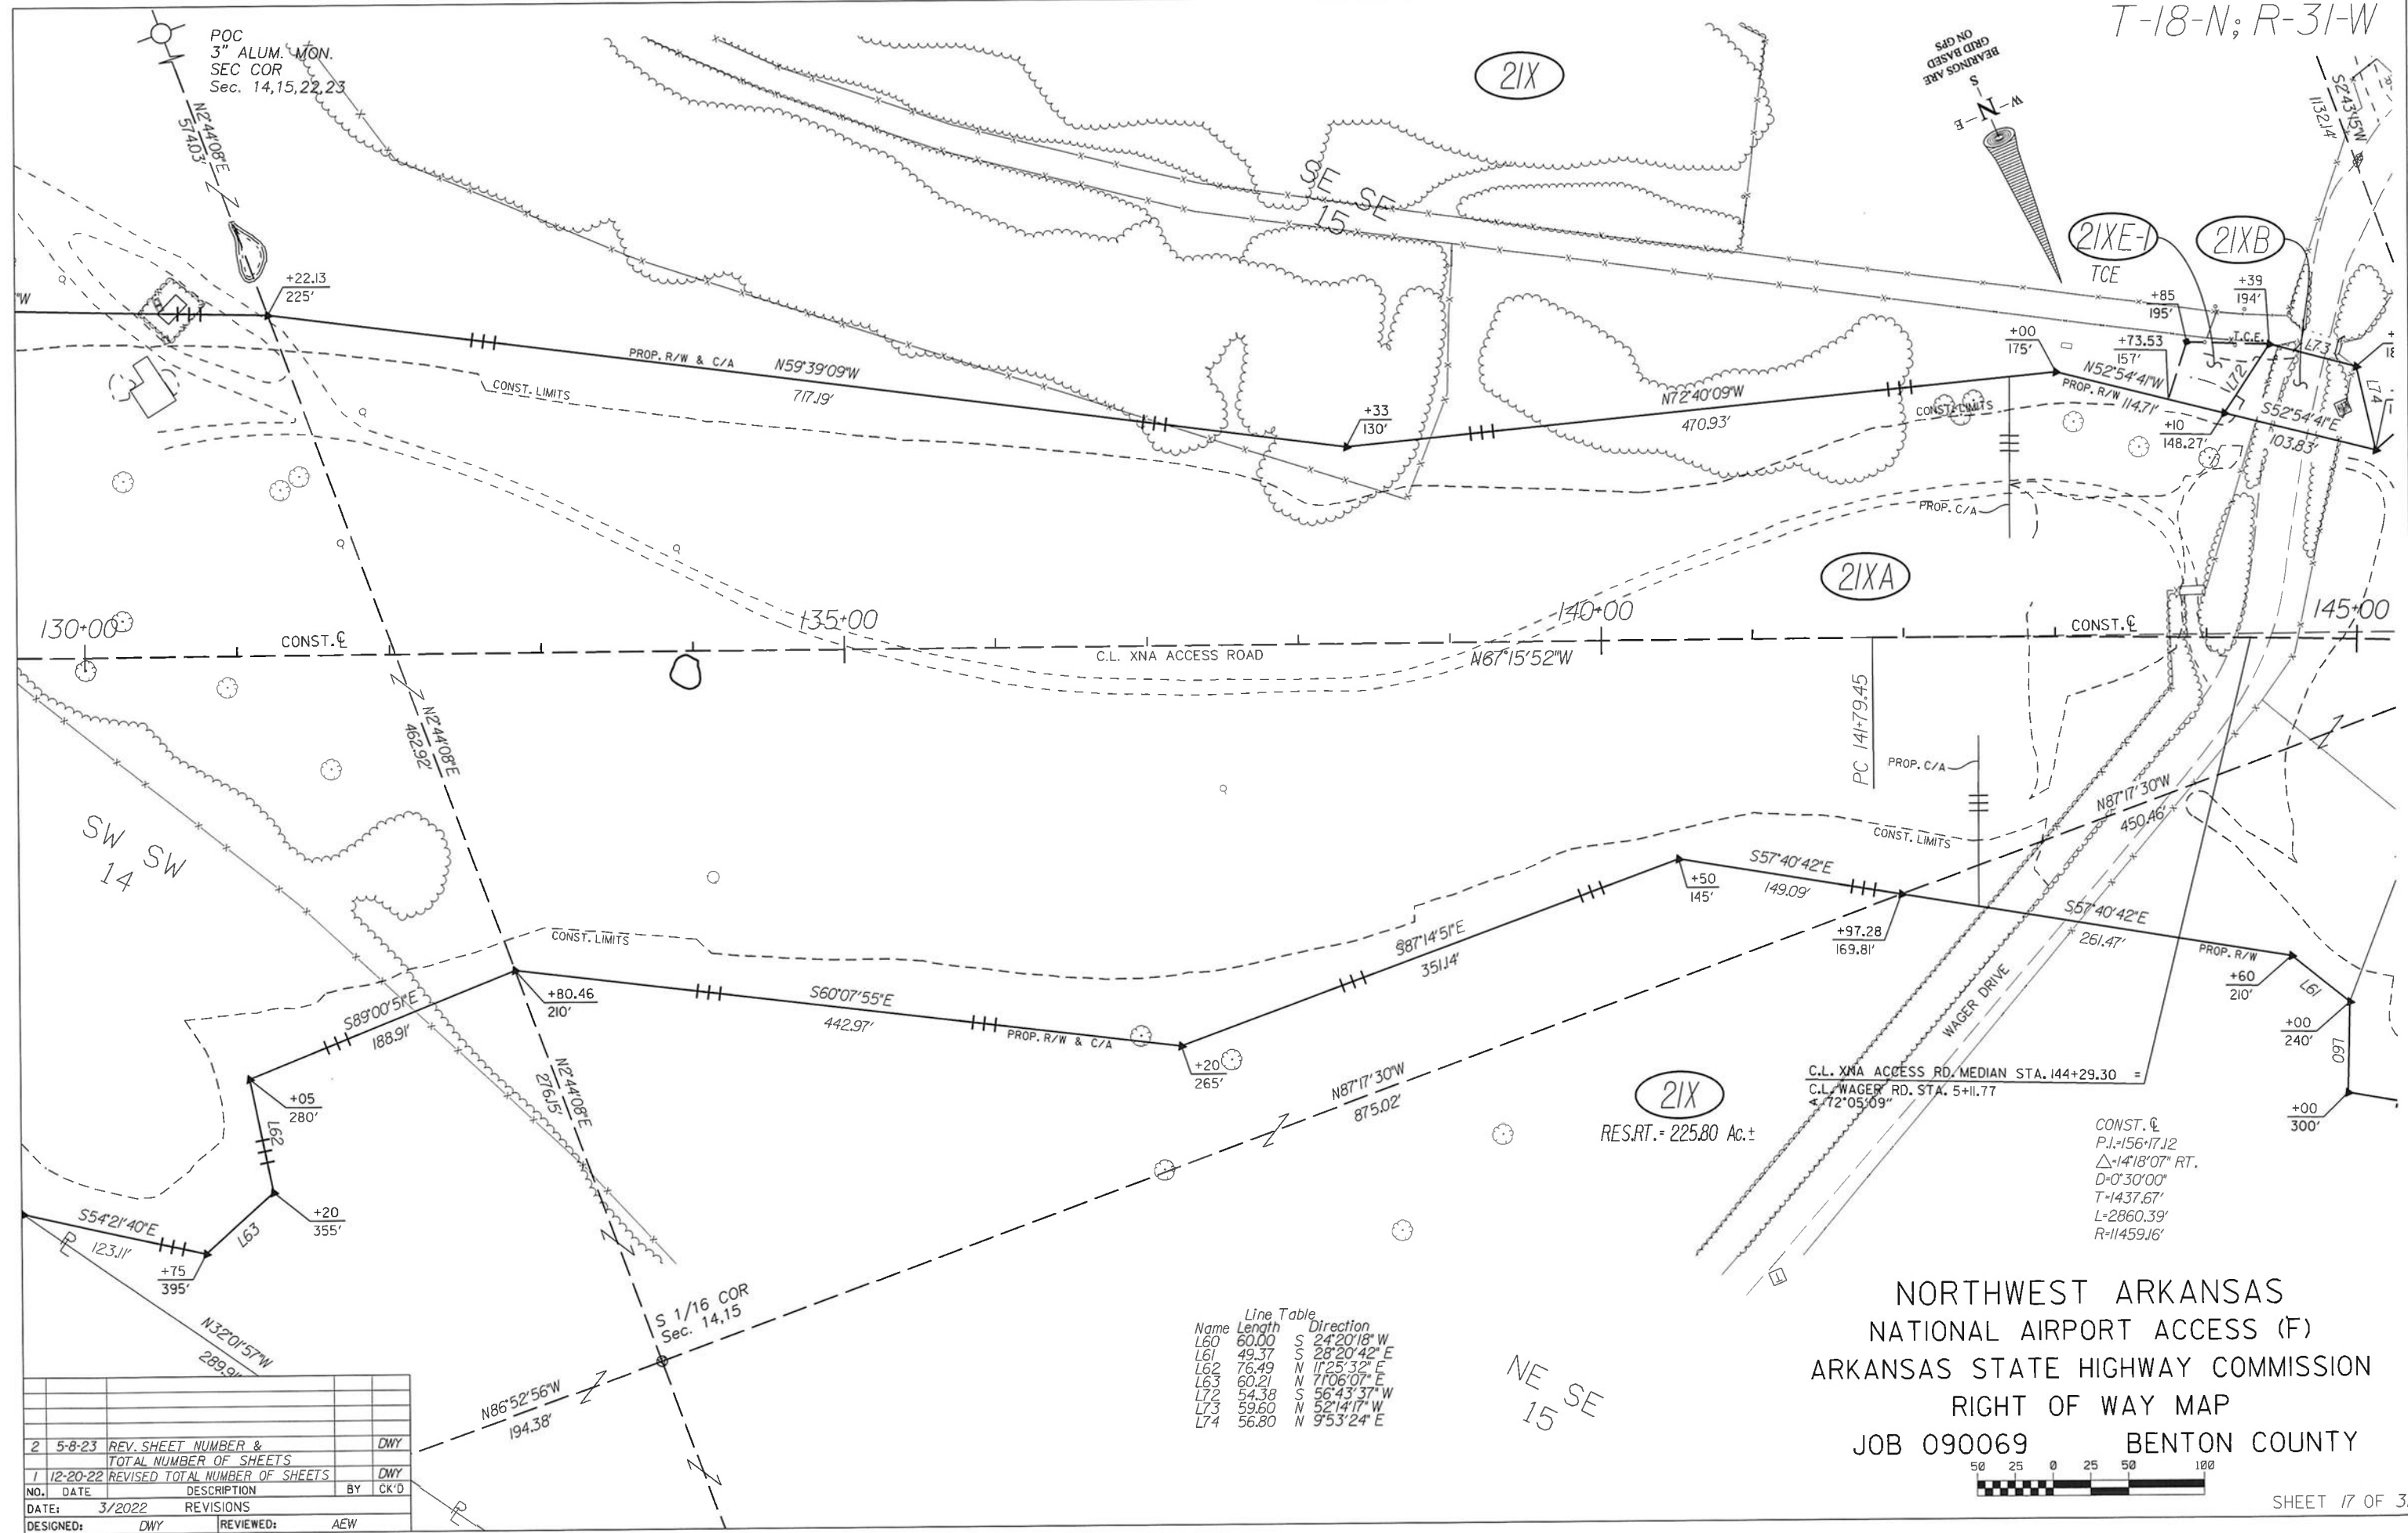 T-18-N; R-31-W
POC
3" ALUM. MON.
SEC COR
Sec. 14,15,22,23
N2°44'08"E
574.03'
21X
BEARINGS ARE
GRID BASED
ON GPS
S
W
N
E
S2°43'15"W
1132.14'
SE SE
15
21XE-1
TCE
21XB
+39
194'
+85
195'
+73.53
157'
+00
175'
T.C.E.
L73
L72
L74
"W
+22.13
225'
PROP. R/W & C/A
N59°39'09"W
717.19'
CONST. LIMITS
+33
130'
N72°40'09"W
470.93'
N52°54'41"W
PROP. R/W 114.71'
CONST. LIMITS
+10
148.27'
S52°54'41"E
103.83'
PROP. C/A
21XA
130+00
CONST. ℄
135+00
C.L. XNA ACCESS ROAD
140+00
N67°15'52"W
CONST. ℄
145+00
PC 141+79.45
PROP. C/A
N2°44'08"E
462.92'
SW SW
14
N87°17'30"W
450.46'
CONST. LIMITS
S57°40'42"E
149.09'
+50
145'
+97.28
169.81'
S57°40'42"E
261.47'
PROP. R/W
+60
210'
L61
+00
240'
L60
+00
300'
CONST. LIMITS
S89°00'51"E
188.91'
+80.46
210'
S60°07'55"E
442.97'
PROP. R/W & C/A
S87°14'51"E
351.14'
+20
265'
WAGER DRIVE
+05
280'
L62
N2°44'08"E
276.15'
N87°17'30"W
875.02'
21X
RES.RT.= 225.80 Ac.±
C.L. XNA ACCESS RD. MEDIAN STA. 144+29.30 =
C.L. WAGER RD. STA. 5+11.77
∢ 72°05'09"
CONST. ℄
P.I.=156+17.12
△=14°18'07" RT.
D=0°30'00"
T=1437.67'
L=2860.39'
R=11459.16'
S54°21'40"E
123.11'
L63
+20
355'
+75
395'
PL
N32°01'57"W
289.91'
S 1/16 COR
Sec. 14,15
N86°52'56"W
194.38'
PL
Line Table
Name Length Direction
L60 60.00 S 24°20'18" W
L61 49.37 S 28°20'42" E
L62 76.49 N 11°25'32" E
L63 60.21 N 71°06'07" E
L72 54.38 S 56°43'37" W
L73 59.60 N 52°14'17" W
L74 56.80 N 9°53'24" E
NE SE
15
NORTHWEST ARKANSAS
NATIONAL AIRPORT ACCESS (F)
ARKANSAS STATE HIGHWAY COMMISSION
RIGHT OF WAY MAP
JOB 090069 BENTON COUNTY
50 25 0 25 50 100
SHEET 17 OF 3
2 5-8-23 REV. SHEET NUMBER & DWY
TOTAL NUMBER OF SHEETS
1 12-20-22 REVISED TOTAL NUMBER OF SHEETS DWY
NO. DATE DESCRIPTION BY CK'D
DATE: 3/2022 REVISIONS
DESIGNED: DWY REVIEWED: AEW